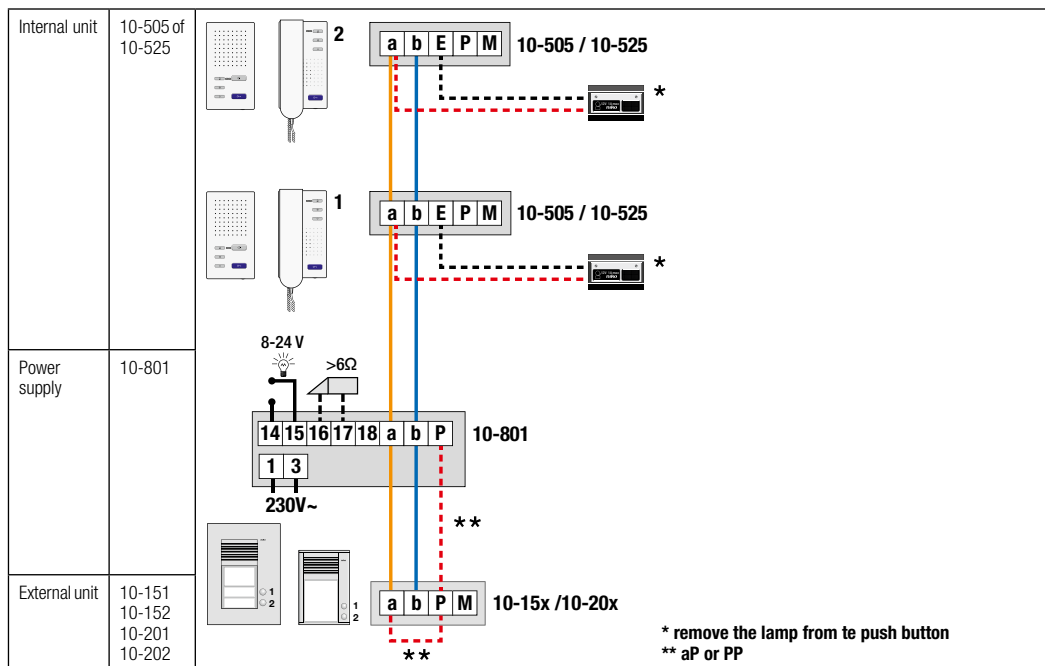 Internal unit
10-505 of
10-525
2
a b E P M
10-505 / 10-525
*
1
a b E P M
10-505 / 10-525
*
Power
supply
10-801
8-24 V
>6Ω
14 15 16 17 18 a b P
10-801
1 3
230V~
**
External unit
10-151
10-152
10-201
10-202
1
2
1
2
a b P M
10-15x /10-20x
**
* remove the lamp from te push button
** aP or PP